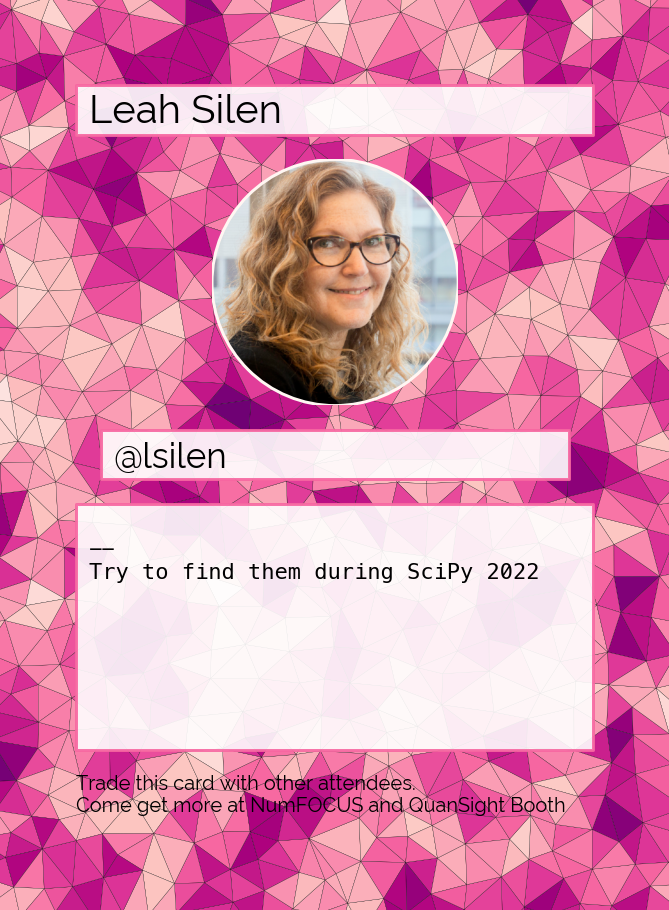 Leah Silen
@lsilen
——
Try to find them during SciPy 2022
Trade this card with other attendees.
Come get more at NumFOCUS and QuanSight Booth